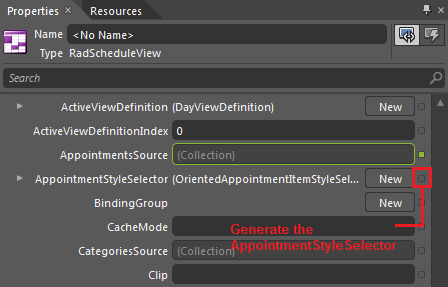 Properties × Resources
Name <No Name>
Type RadScheduleView
Search
ActiveViewDefinition (DayViewDefinition) New
ActiveViewDefinitionIndex 0
AppointmentsSource (Collection)
AppointmentStyleSelector (OrientedAppointmentItemStyleSel... New
BindingGroup New
CacheMode
Generate the
AppointmentStyleSelector
CategoriesSource (Collection)
Clip